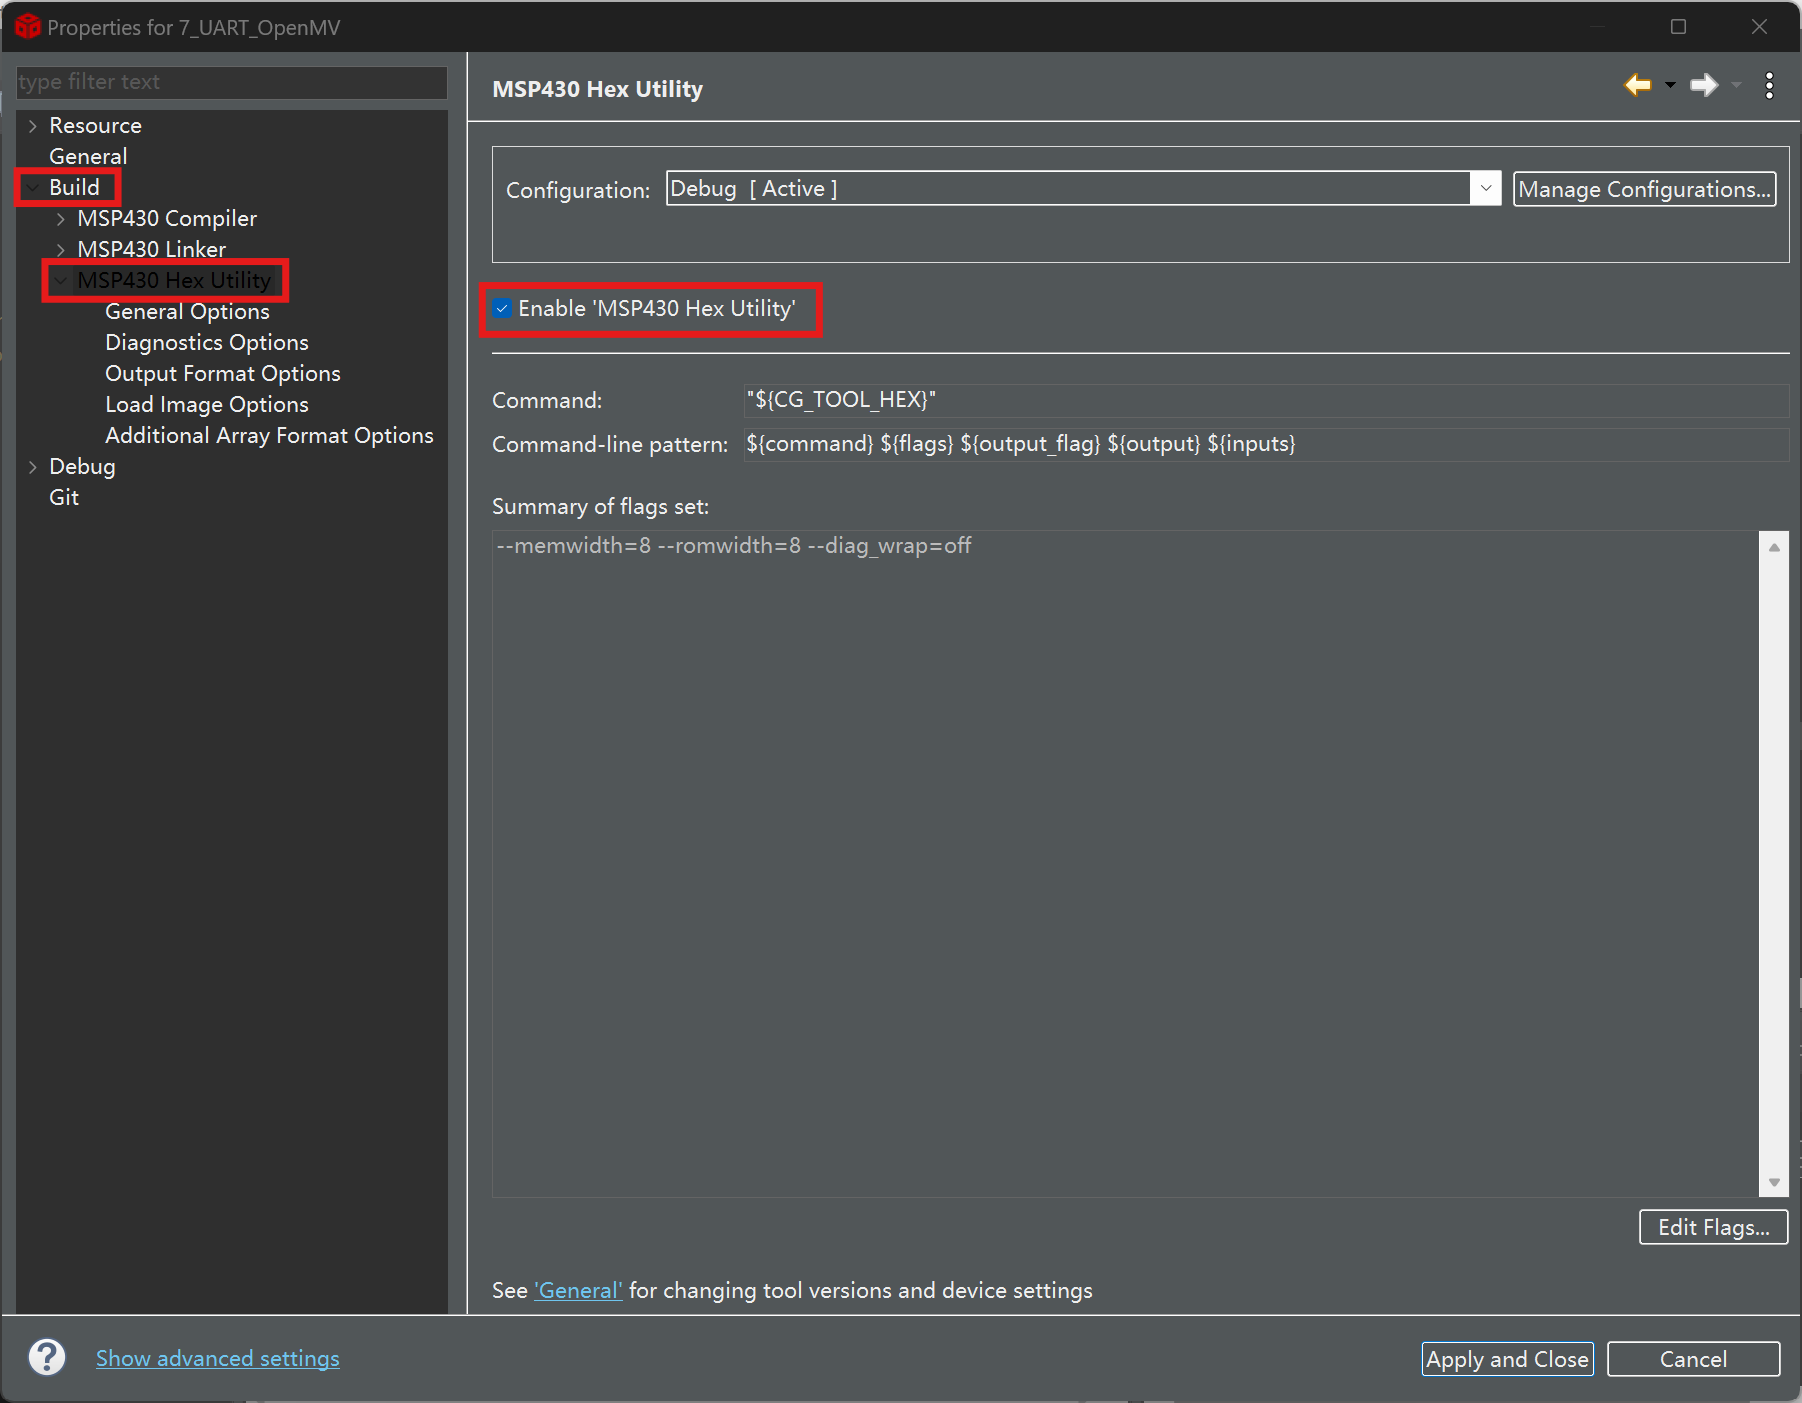 Properties for 7_UART_OpenMV
type filter text
Resource
General
Build
MSP430 Compiler
MSP430 Linker
MSP430 Hex Utility
General Options
Diagnostics Options
Output Format Options
Load Image Options
Additional Array Format Options
Debug
Git
MSP430 Hex Utility
Configuration: Debug [ Active ] Manage Configurations...
Enable 'MSP430 Hex Utility'
Command: "${CG_TOOL_HEX}"
Command-line pattern: ${command} ${flags} ${output_flag} ${output} ${inputs}
Summary of flags set:
--memwidth=8 --romwidth=8 --diag_wrap=off
Edit Flags...
See 'General' for changing tool versions and device settings
Show advanced settings
Apply and Close
Cancel